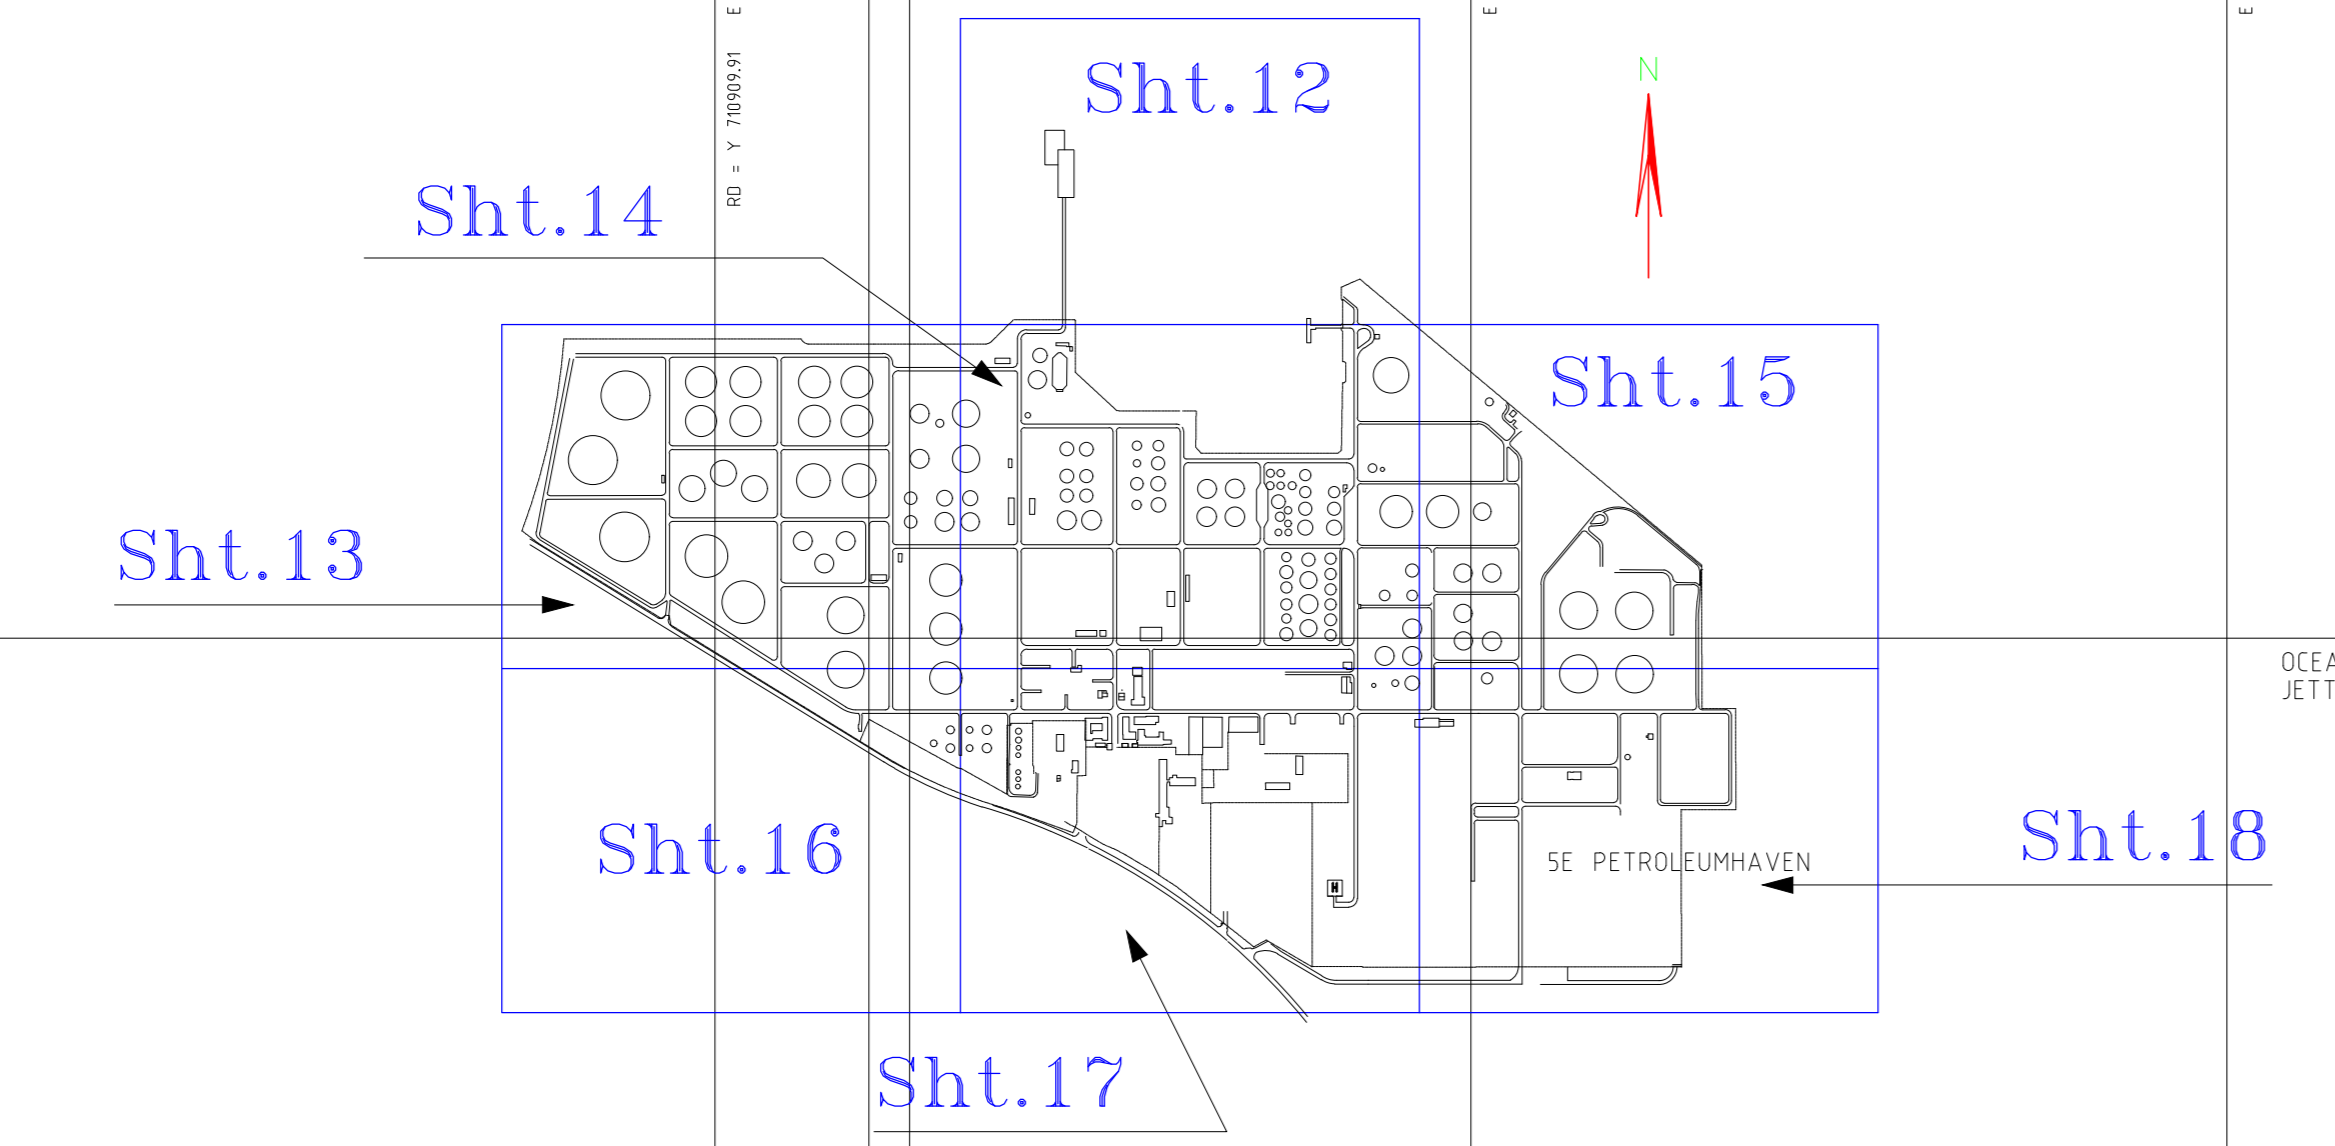 E
E
E
RD = Y 710909.91
Sht.12
N
Sht.14
Sht.15
Sht.13
OCEA
JETT
Sht.16
Sht.18
5E PETROLEUMHAVEN
H
Sht.17